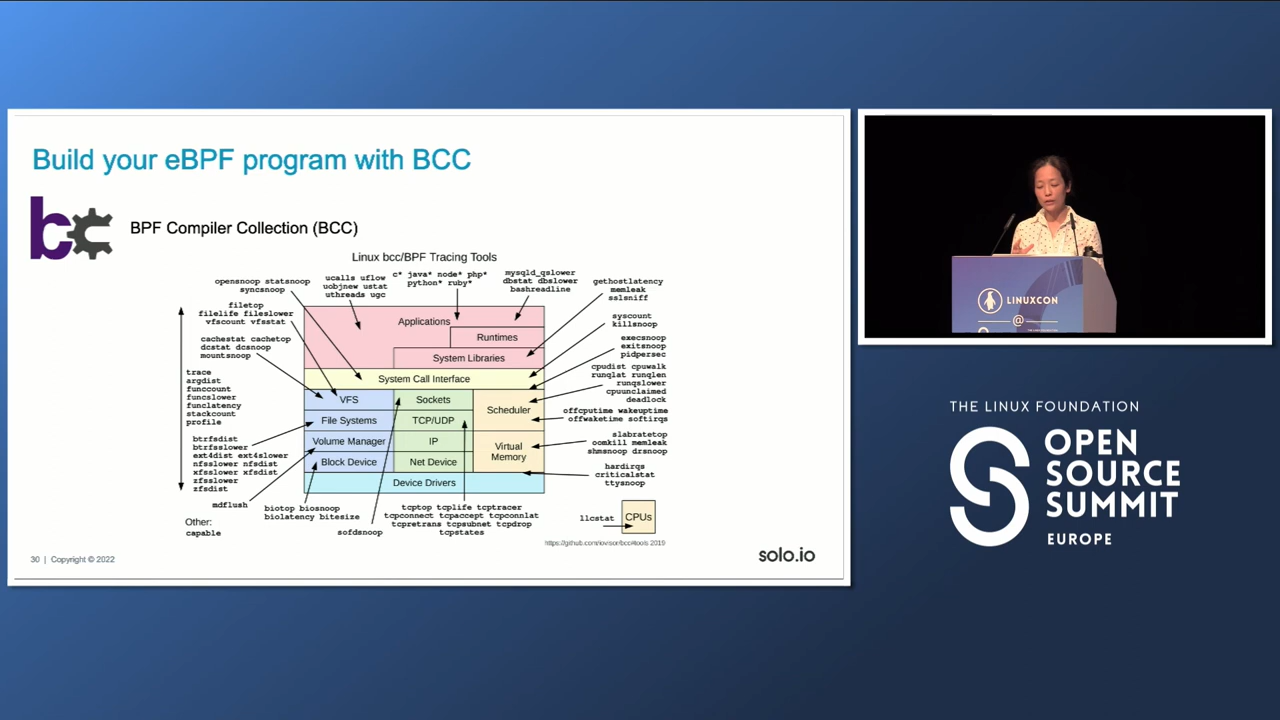 Build your eBPF program with BCC
bc
BPF Compiler Collection (BCC)
Linux bcc/BPF Tracing Tools
opensnoop statsnoop
syncsnoop
ucalls uflow
uobjnew ustat
uthreads ugc
c* java* node* php*
python* ruby*
mysqld_qslower
dbstat dbslower
bashreadline
gethostlatency
memleak
sslsniff
filetop
filelife fileslower
vfscount vfsstat
syscount
killsnoop
cachestat cachetop
dcstat dcsnoop
mountsnoop
execsnoop
exitsnoop
pidpersec
trace
argdist
funccount
funcslower
funclatency
stackcount
profile
cpudist cpuwalk
runqlat runqlen
runqslower
cpuunclaimed
deadlock
offcputime wakeuptime
offwaketime softirqs
btrfsdist
btrfsslower
ext4dist ext4slower
nfsslower nfsdist
xfsslower xfsdist
zfsslower
zfsdist
slabratetop
oomkill memleak
shmsnoop drsnoop
hardirqs
criticalstat
ttysnoop
Applications
Runtimes
System Libraries
System Call Interface
VFS
Sockets
Scheduler
File Systems
TCP/UDP
Volume Manager
IP
Virtual
Memory
Block Device
Net Device
Device Drivers
mdflush
biotop biosnoop
biolatency bitesize
sofdsnoop
tcptop tcplife tcptracer
tcpconnect tcpaccept tcpconnlat
tcpretrans tcpsubnet tcpdrop
tcpstates
llcstat
CPUs
Other:
capable
https://github.com/iovisor/bcc#tools 2019
30 | Copyright © 2022
solo.io
LINUXCON
@
THE LINUX FOUNDATION
OPEN
SOURCE
SUMMIT
EUROPE